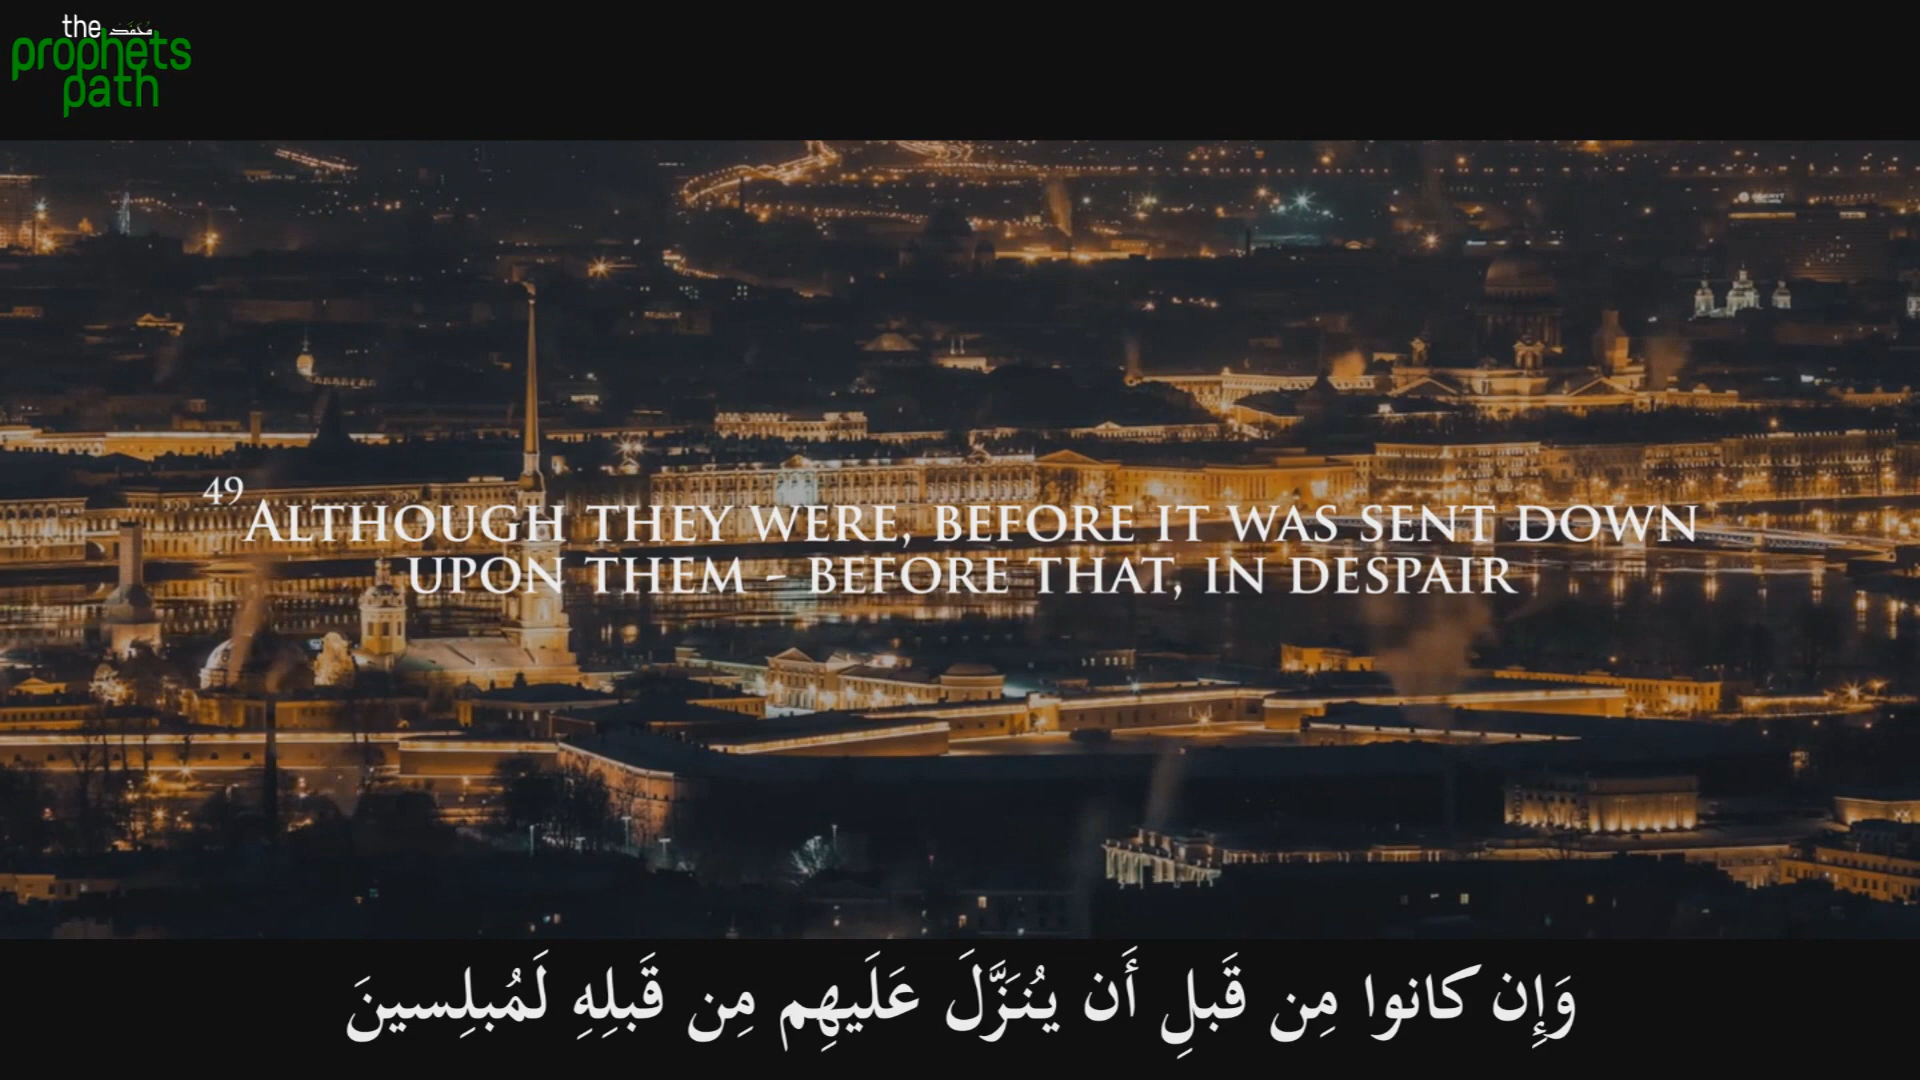 the مُحَمَّد
prophets
path
49 ALTHOUGH THEY WERE, BEFORE IT WAS SENT DOWN
UPON THEM - BEFORE THAT, IN DESPAIR
وَإِن كانوا مِن قَبلِ أَن يُنَزَّلَ عَلَيهِم مِن قَبلِهِ لَمُبلِسينَ